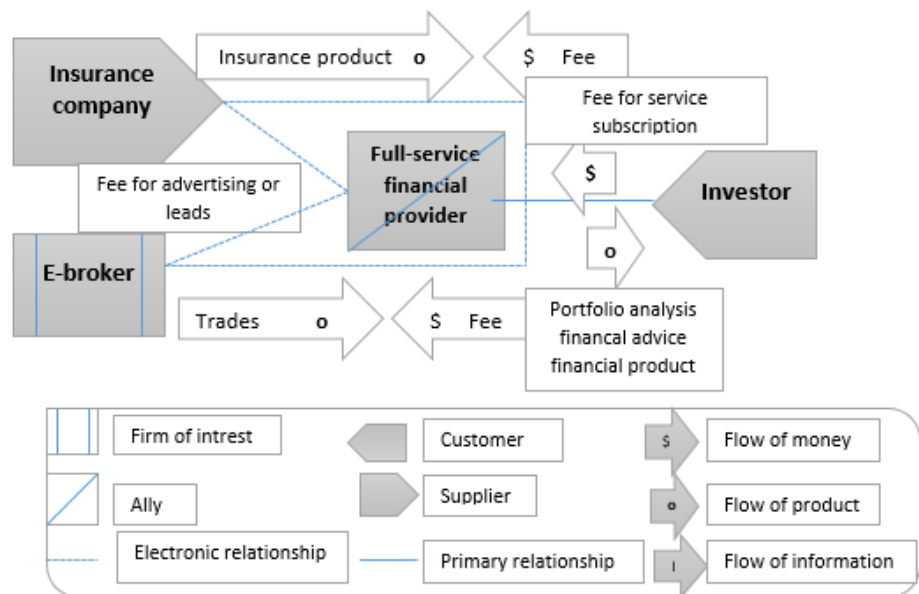 Insurance
company
Insurance product o
$ Fee
Fee for service
subscription
Full-service
financial
provider
$
Investor
Fee for advertising or
leads
E-broker
o
Trades o
$ Fee
Portfolio analysis
financal advice
financial product
Firm of intrest
Customer
$
Flow of money
Ally
Supplier
o
Flow of product
Electronic relationship
Primary relationship
I
Flow of information